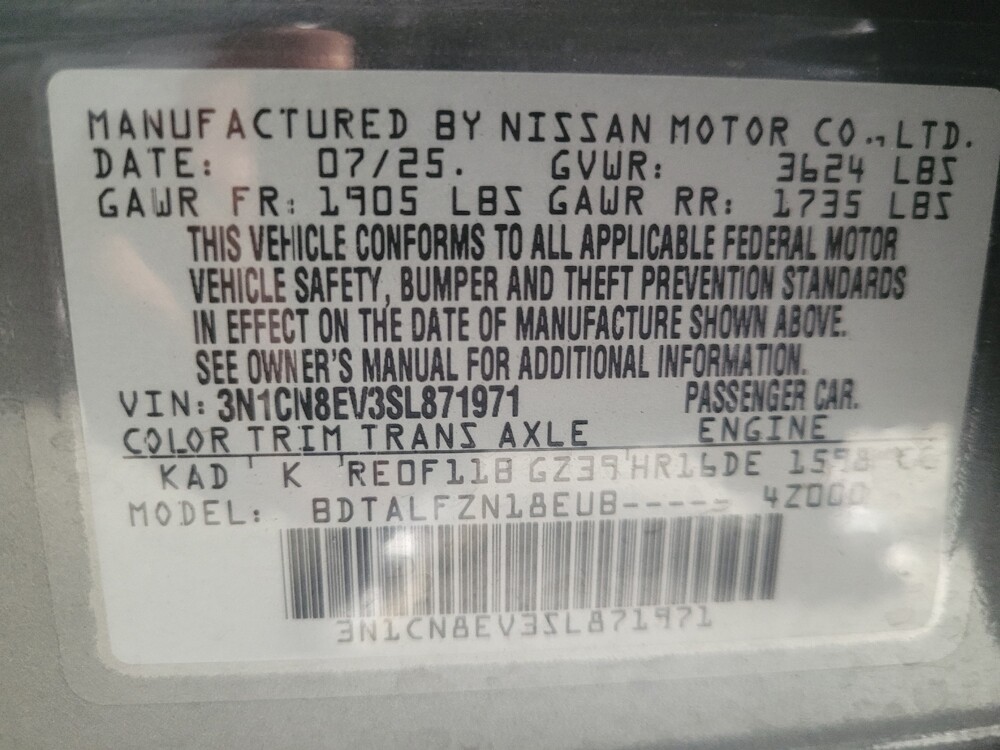 MANUFACTURED BY NISSAN MOTOR CO., LTD.
DATE: 07/25. GVWR: 3624 LBS
GAWR FR: 1905 LBS GAWR RR: 1735 LBS
THIS VEHICLE CONFORMS TO ALL APPLICABLE FEDERAL MOTOR
VEHICLE SAFETY, BUMPER AND THEFT PREVENTION STANDARDS
IN EFFECT ON THE DATE OF MANUFACTURE SHOWN ABOVE.
SEE OWNER'S MANUAL FOR ADDITIONAL INFORMATION.
VIN: 3N1CN8EV3SL871971 PASSENGER CAR.
COLOR TRIM TRANS AXLE ENGINE
KAD K RE0F11B GZ39 HR16DE 1598 CC
MODEL: BDTALFZN18EUB----- 4Z000
3N1CN8EV3SL871971